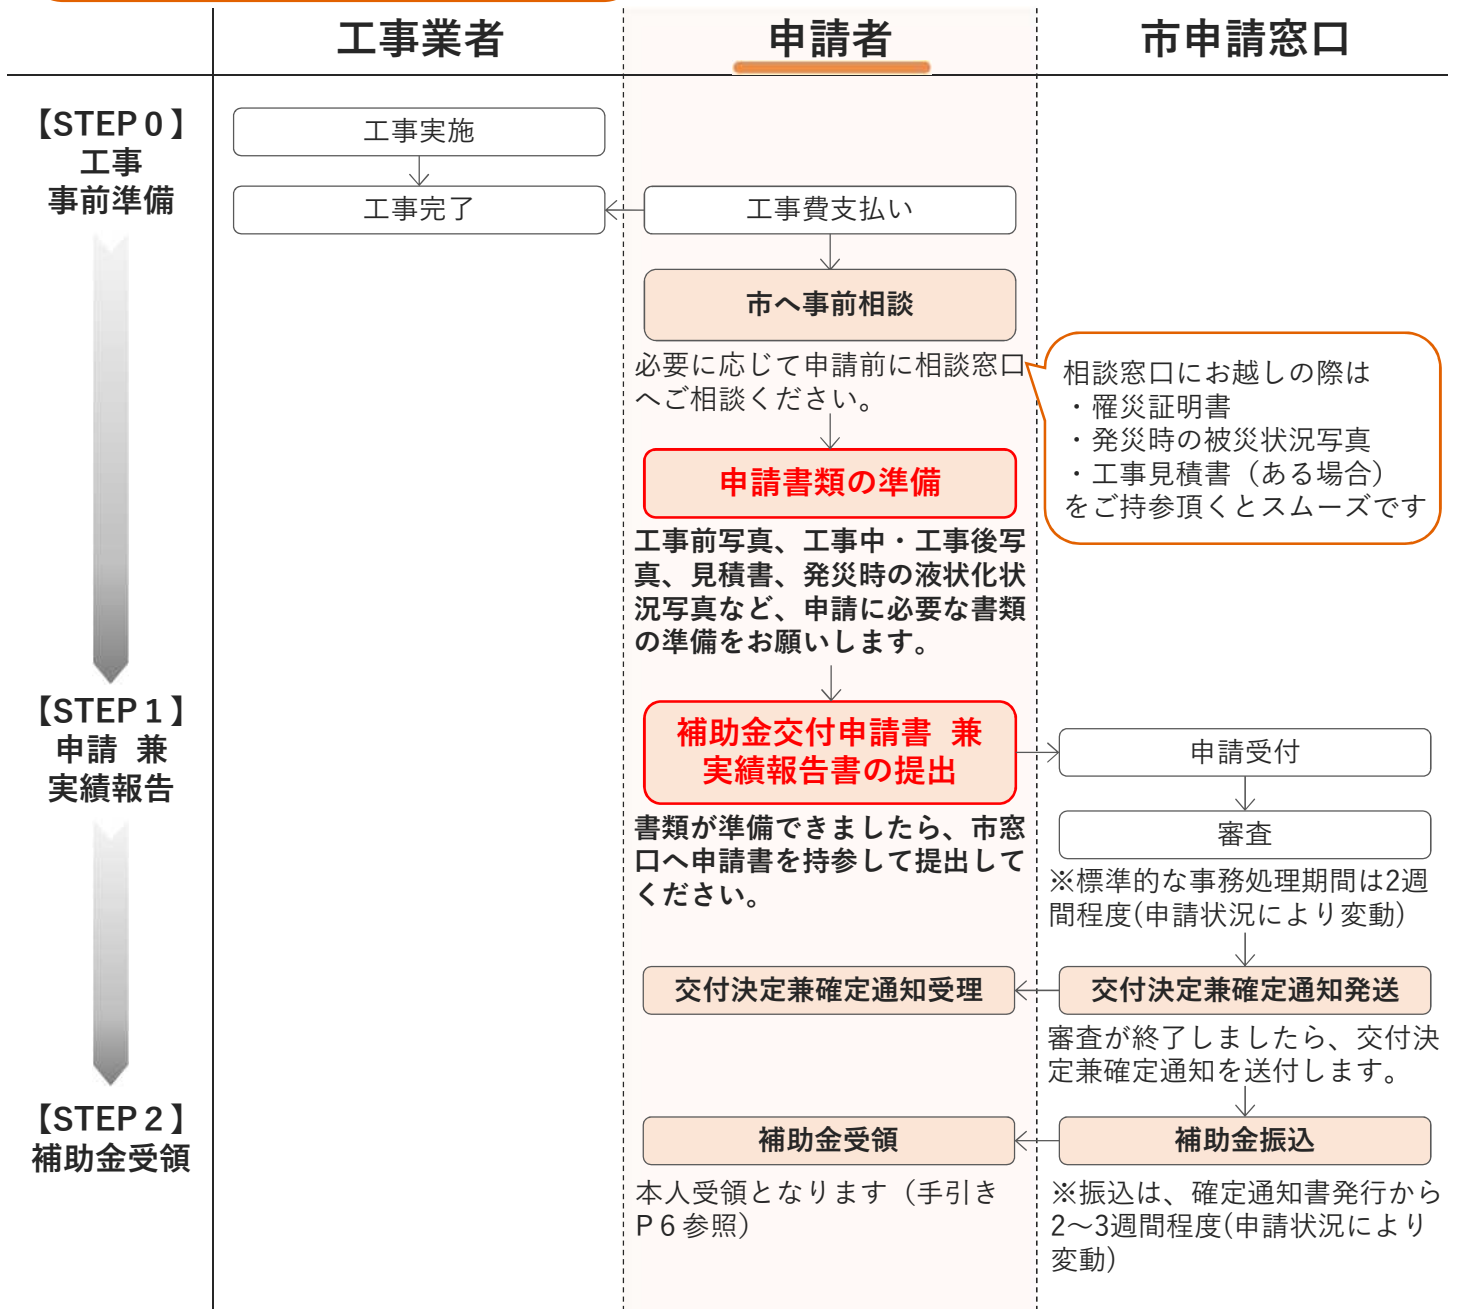 工事業者
申請者
市申請窓口
【STEP０】
工事
事前準備
工事実施
工事完了
工事費支払い
市へ事前相談
必要に応じて申請前に相談窓口
へご相談ください。
相談窓口にお越しの際は
・罹災証明書
・発災時の被災状況写真
・工事見積書（ある場合）
をご持参頂くとスムーズです
申請書類の準備
工事前写真、工事中・工事後写
真、見積書、発災時の液状化状
況写真など、申請に必要な書類
の準備をお願いします。
【STEP１】
申請 兼
実績報告
補助金交付申請書 兼
実績報告書の提出
書類が準備できましたら、市窓
口へ申請書を持参して提出して
ください。
申請受付
審査
※標準的な事務処理期間は2週
間程度(申請状況により変動)
交付決定兼確定通知受理
交付決定兼確定通知発送
審査が終了しましたら、交付決
定兼確定通知を送付します。
【STEP２】
補助金受領
補助金受領
本人受領となります（手引き
P６参照）
補助金振込
※振込は、確定通知書発行から
2～3週間程度(申請状況により
変動)